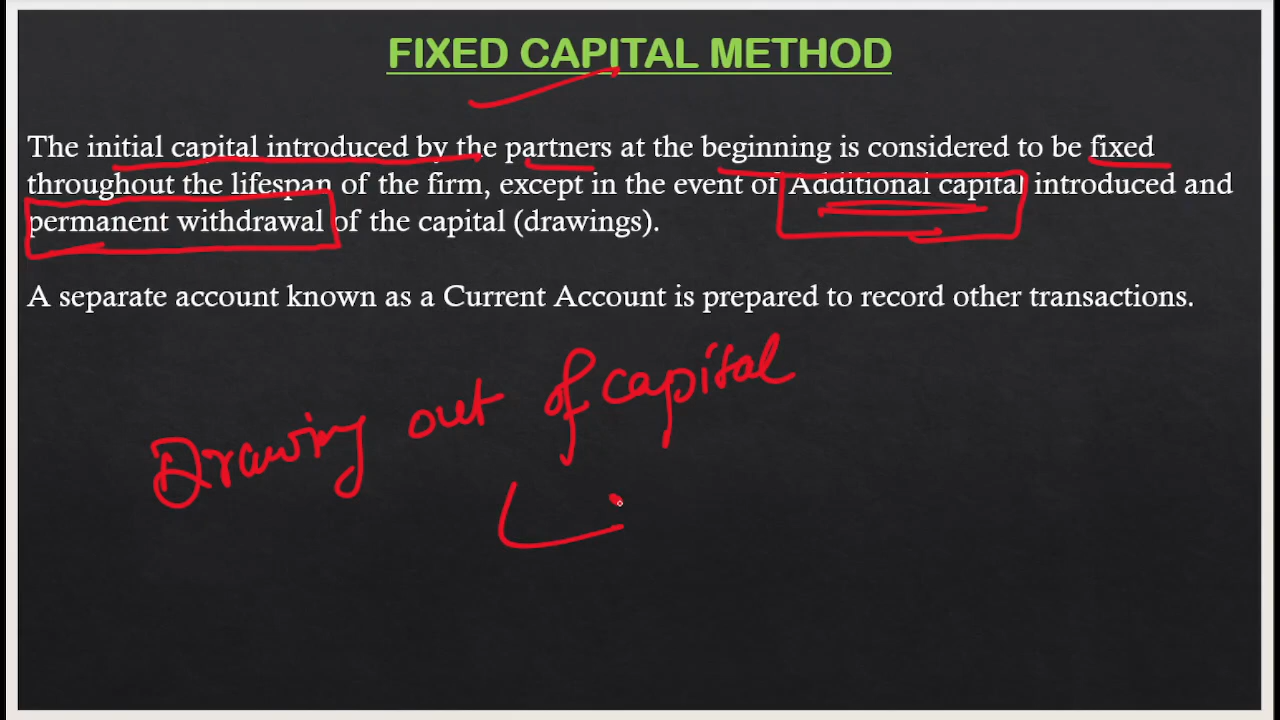 FIXED CAPITAL METHOD
The initial capital introduced by the partners at the beginning is considered to be fixed
throughout the lifespan of the firm, except in the event of Additional capital introduced and
permanent withdrawal of the capital (drawings).
A separate account known as a Current Account is prepared to record other transactions.
Drawing out of capital